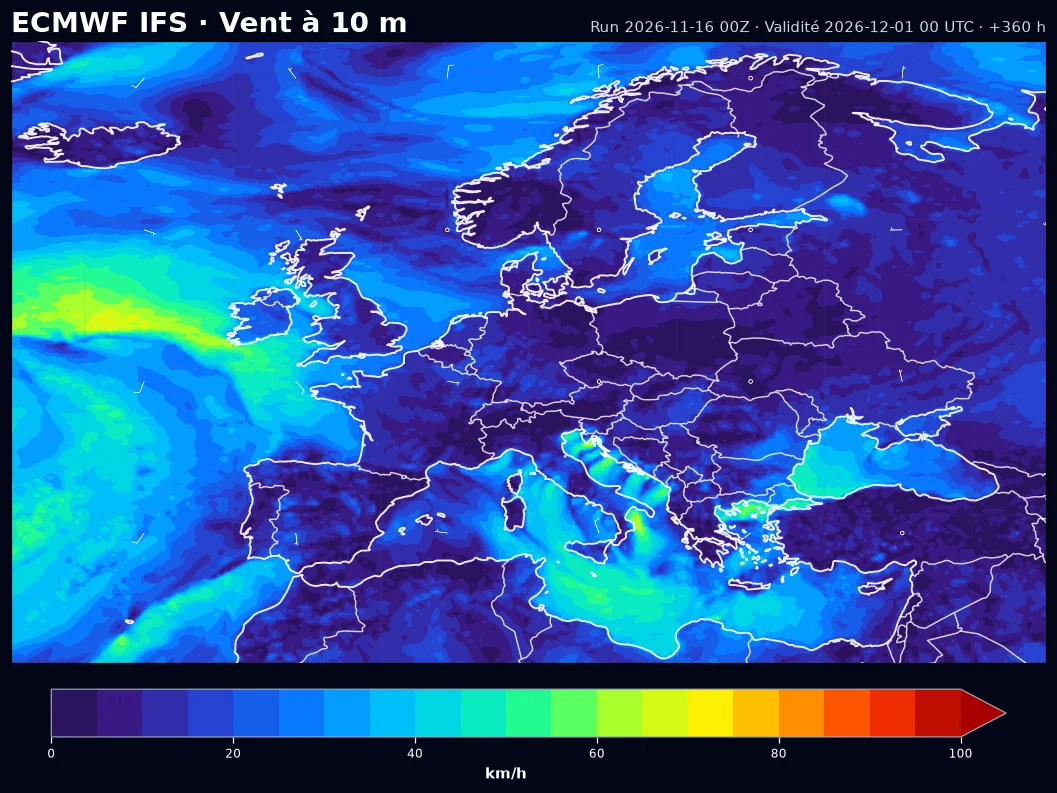 ECMWF IFS · Vent à 10 m
Run 2026-11-16 00Z · Validité 2026-12-01 00 UTC · +360 h
0 20 40 60 80 100
km/h